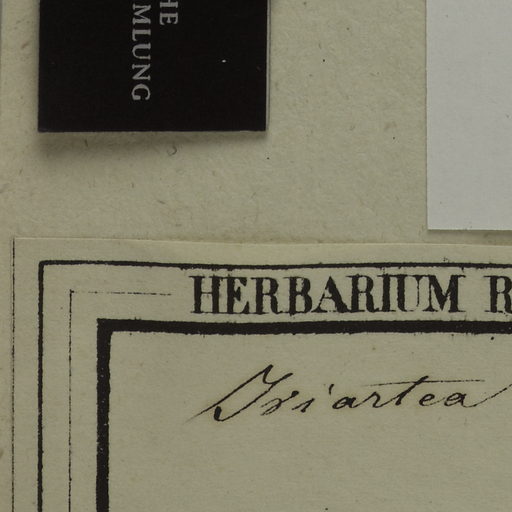 HE
MLUNG
HERBARIUM R
Iriartea